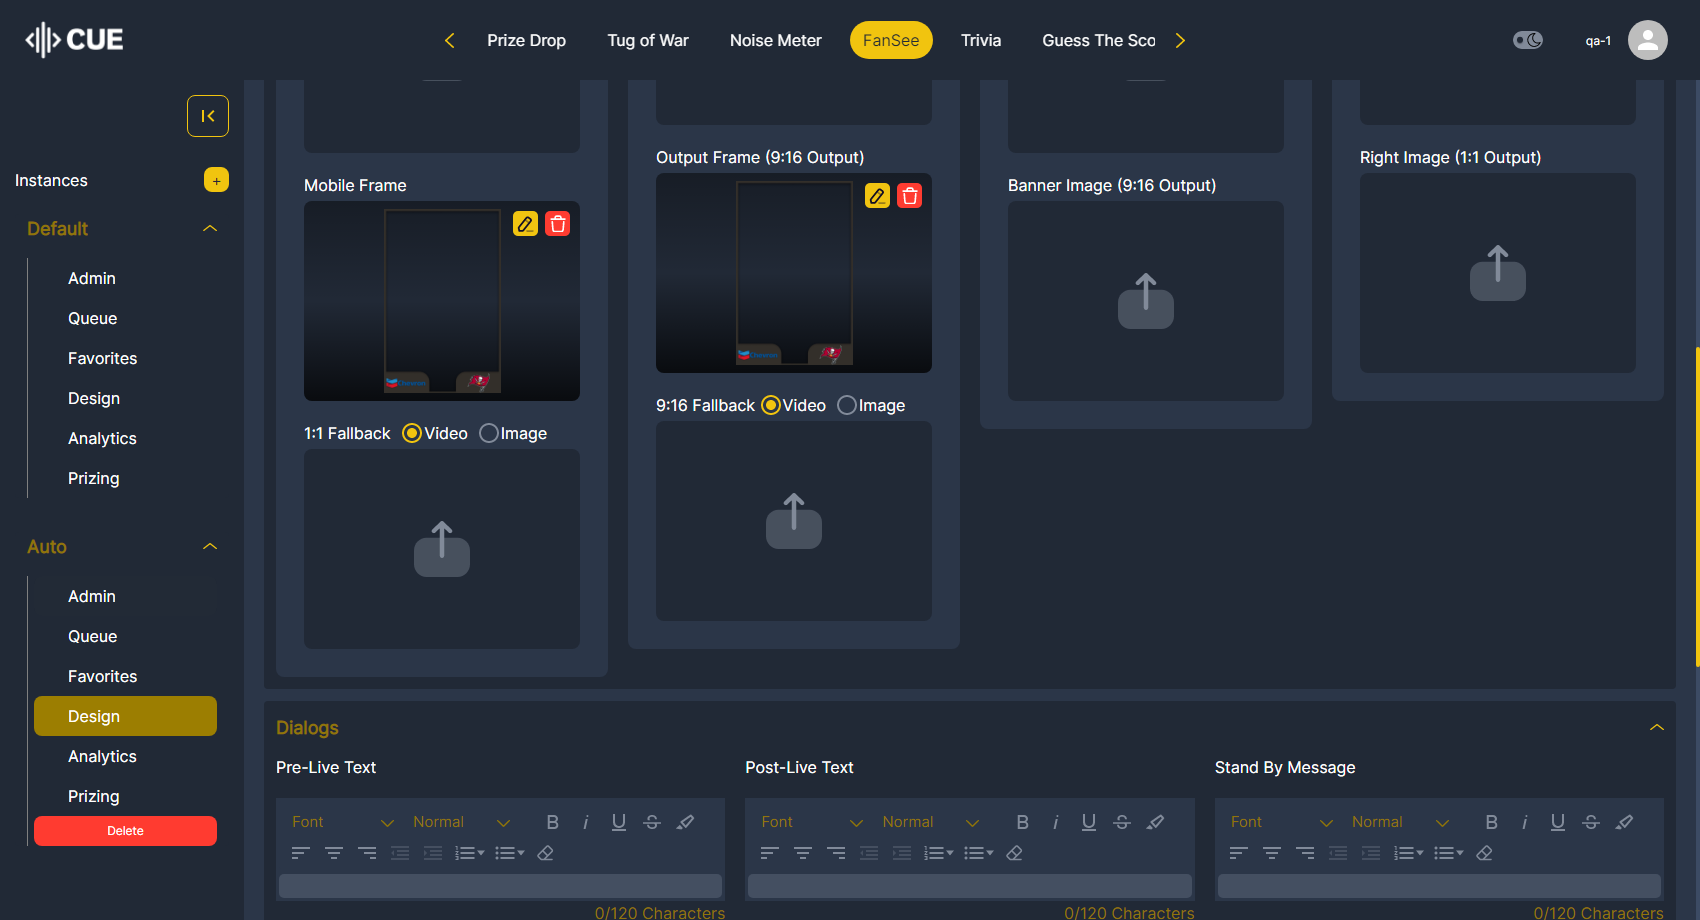 CUE
Prize Drop
Tug of War
Noise Meter
FanSee
Trivia
Guess The Sco
qa-1
Instances
+
Default
Admin
Queue
Favorites
Design
Analytics
Prizing
Auto
Admin
Queue
Favorites
Design
Analytics
Prizing
Delete
Mobile Frame
1:1 Fallback Video Image
Output Frame (9:16 Output)
9:16 Fallback Video Image
Banner Image (9:16 Output)
Right Image (1:1 Output)
Dialogs
Pre-Live Text
Font Normal B i U S
0/120 Characters
Post-Live Text
Font Normal B i U S
0/120 Characters
Stand By Message
Font Normal B i U S
0/120 Characters